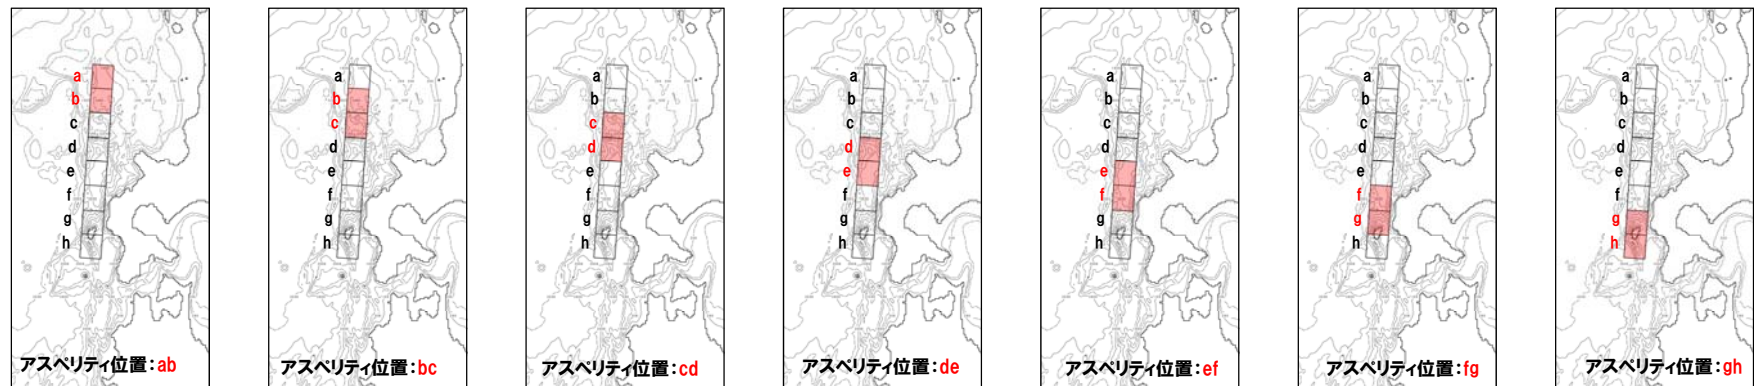 a
b
c
d
e
f
g
h
アスペリティ位置：ab
a
b
c
d
e
f
g
h
アスペリティ位置：bc
a
b
c
d
e
f
g
h
アスペリティ位置：cd
a
b
c
d
e
f
g
h
アスペリティ位置：de
a
b
c
d
e
f
g
h
アスペリティ位置：ef
a
b
c
d
e
f
g
h
アスペリティ位置：fg
a
b
c
d
e
f
g
h
アスペリティ位置：gh